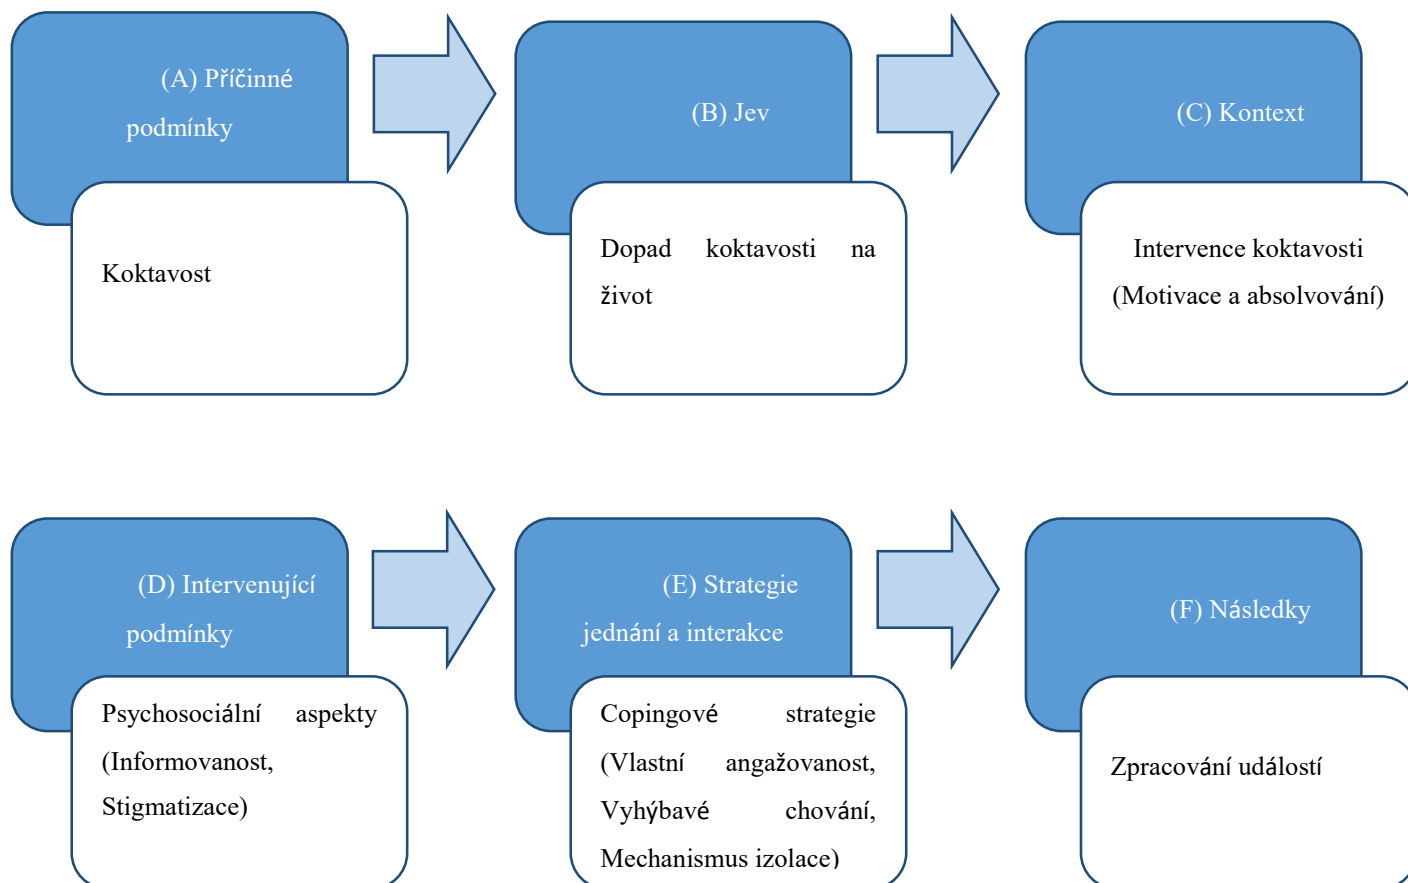 (A) Příčinné
podmínky
Koktavost
(B) Jev
Dopad koktavosti na
život
(C) Kontext
Intervence koktavosti
(Motivace a absolvování)
(D) Intervenující
podmínky
Psychosociální aspekty
(Informovanost,
Stigmatizace)
(E) Strategie
jednání a interakce
Copingové strategie
(Vlastní angažovanost,
Vyhýbavé chování,
Mechanismus izolace)
(F) Následky
Zpracování událostí